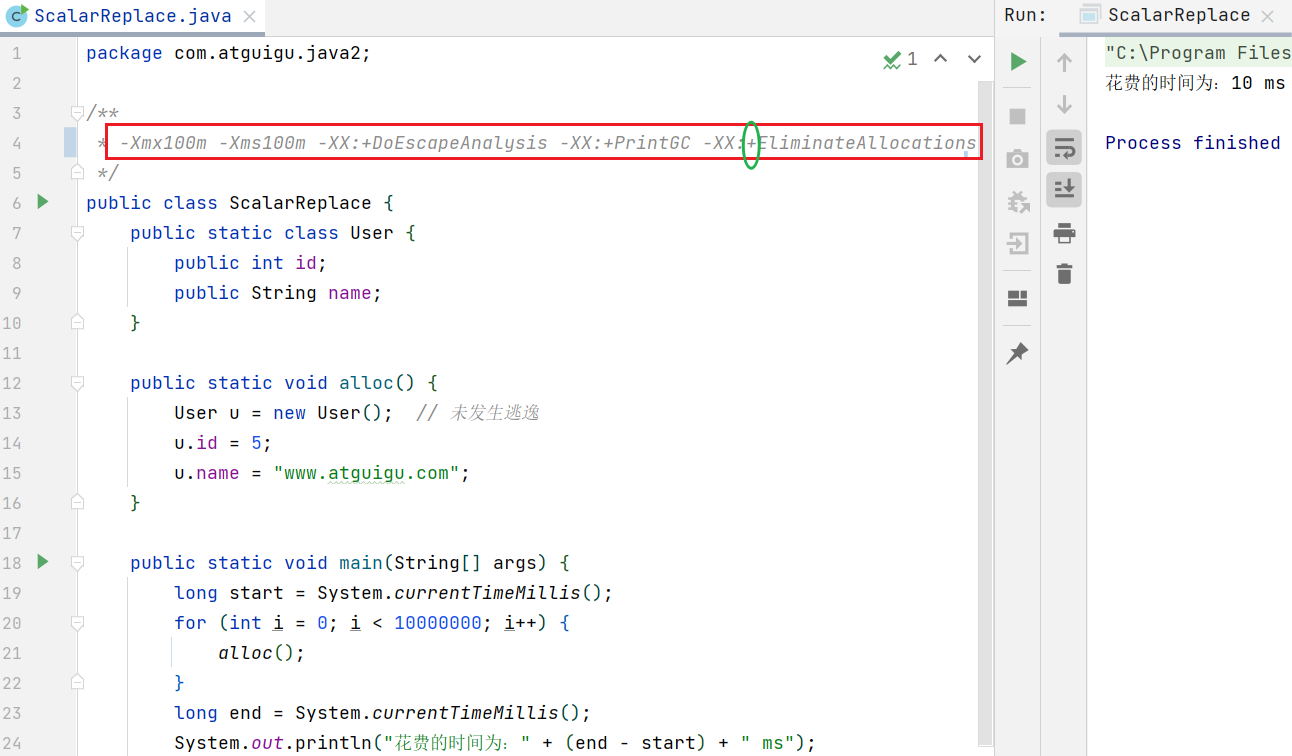 ScalarReplace.java
1 package com.atguigu.java2;
2
3 /**
4 * -Xmx100m -Xms100m -XX:+DoEscapeAnalysis -XX:+PrintGC -XX:+EliminateAllocations
5 */
6 public class ScalarReplace {
7 public static class User {
8 public int id;
9 public String name;
10 }
11
12 public static void alloc() {
13 User u = new User(); // 未发生逃逸
14 u.id = 5;
15 u.name = "www.atguigu.com";
16 }
17
18 public static void main(String[] args) {
19 long start = System.currentTimeMillis();
20 for (int i = 0; i < 10000000; i++) {
21 alloc();
22 }
23 long end = System.currentTimeMillis();
24 System.out.println("花费的时间为: " + (end - start) + " ms");
1
Run: ScalarReplace
"C:\Program Files
花费的时间为: 10 ms
Process finished